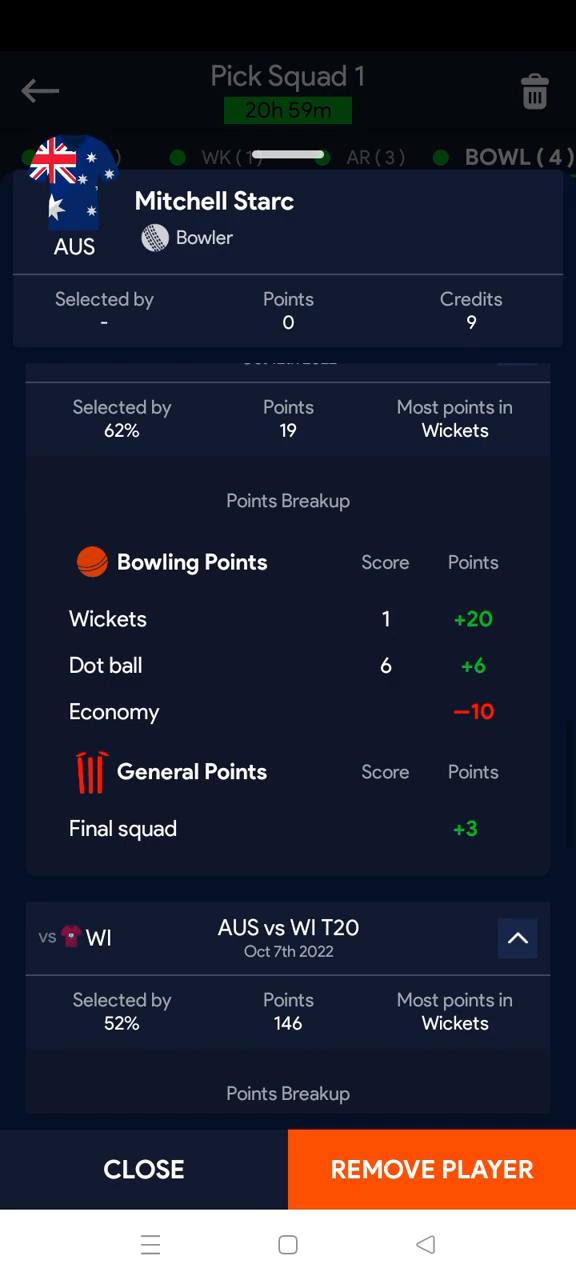 Pick Squad 1
20h 59m
WK ( 1 AR ( 3 ) BOWL ( 4 )
Mitchell Starc
AUS Bowler
Selected by Points Credits
- 0 9
Selected by Points Most points in
62% 19 Wickets
Points Breakup
Bowling Points Score Points
Wickets 1 +20
Dot ball 6 +6
Economy –10
General Points Score Points
Final squad +3
vs WI AUS vs WI T20
Oct 7th 2022
Selected by Points Most points in
52% 146 Wickets
Points Breakup
CLOSE REMOVE PLAYER